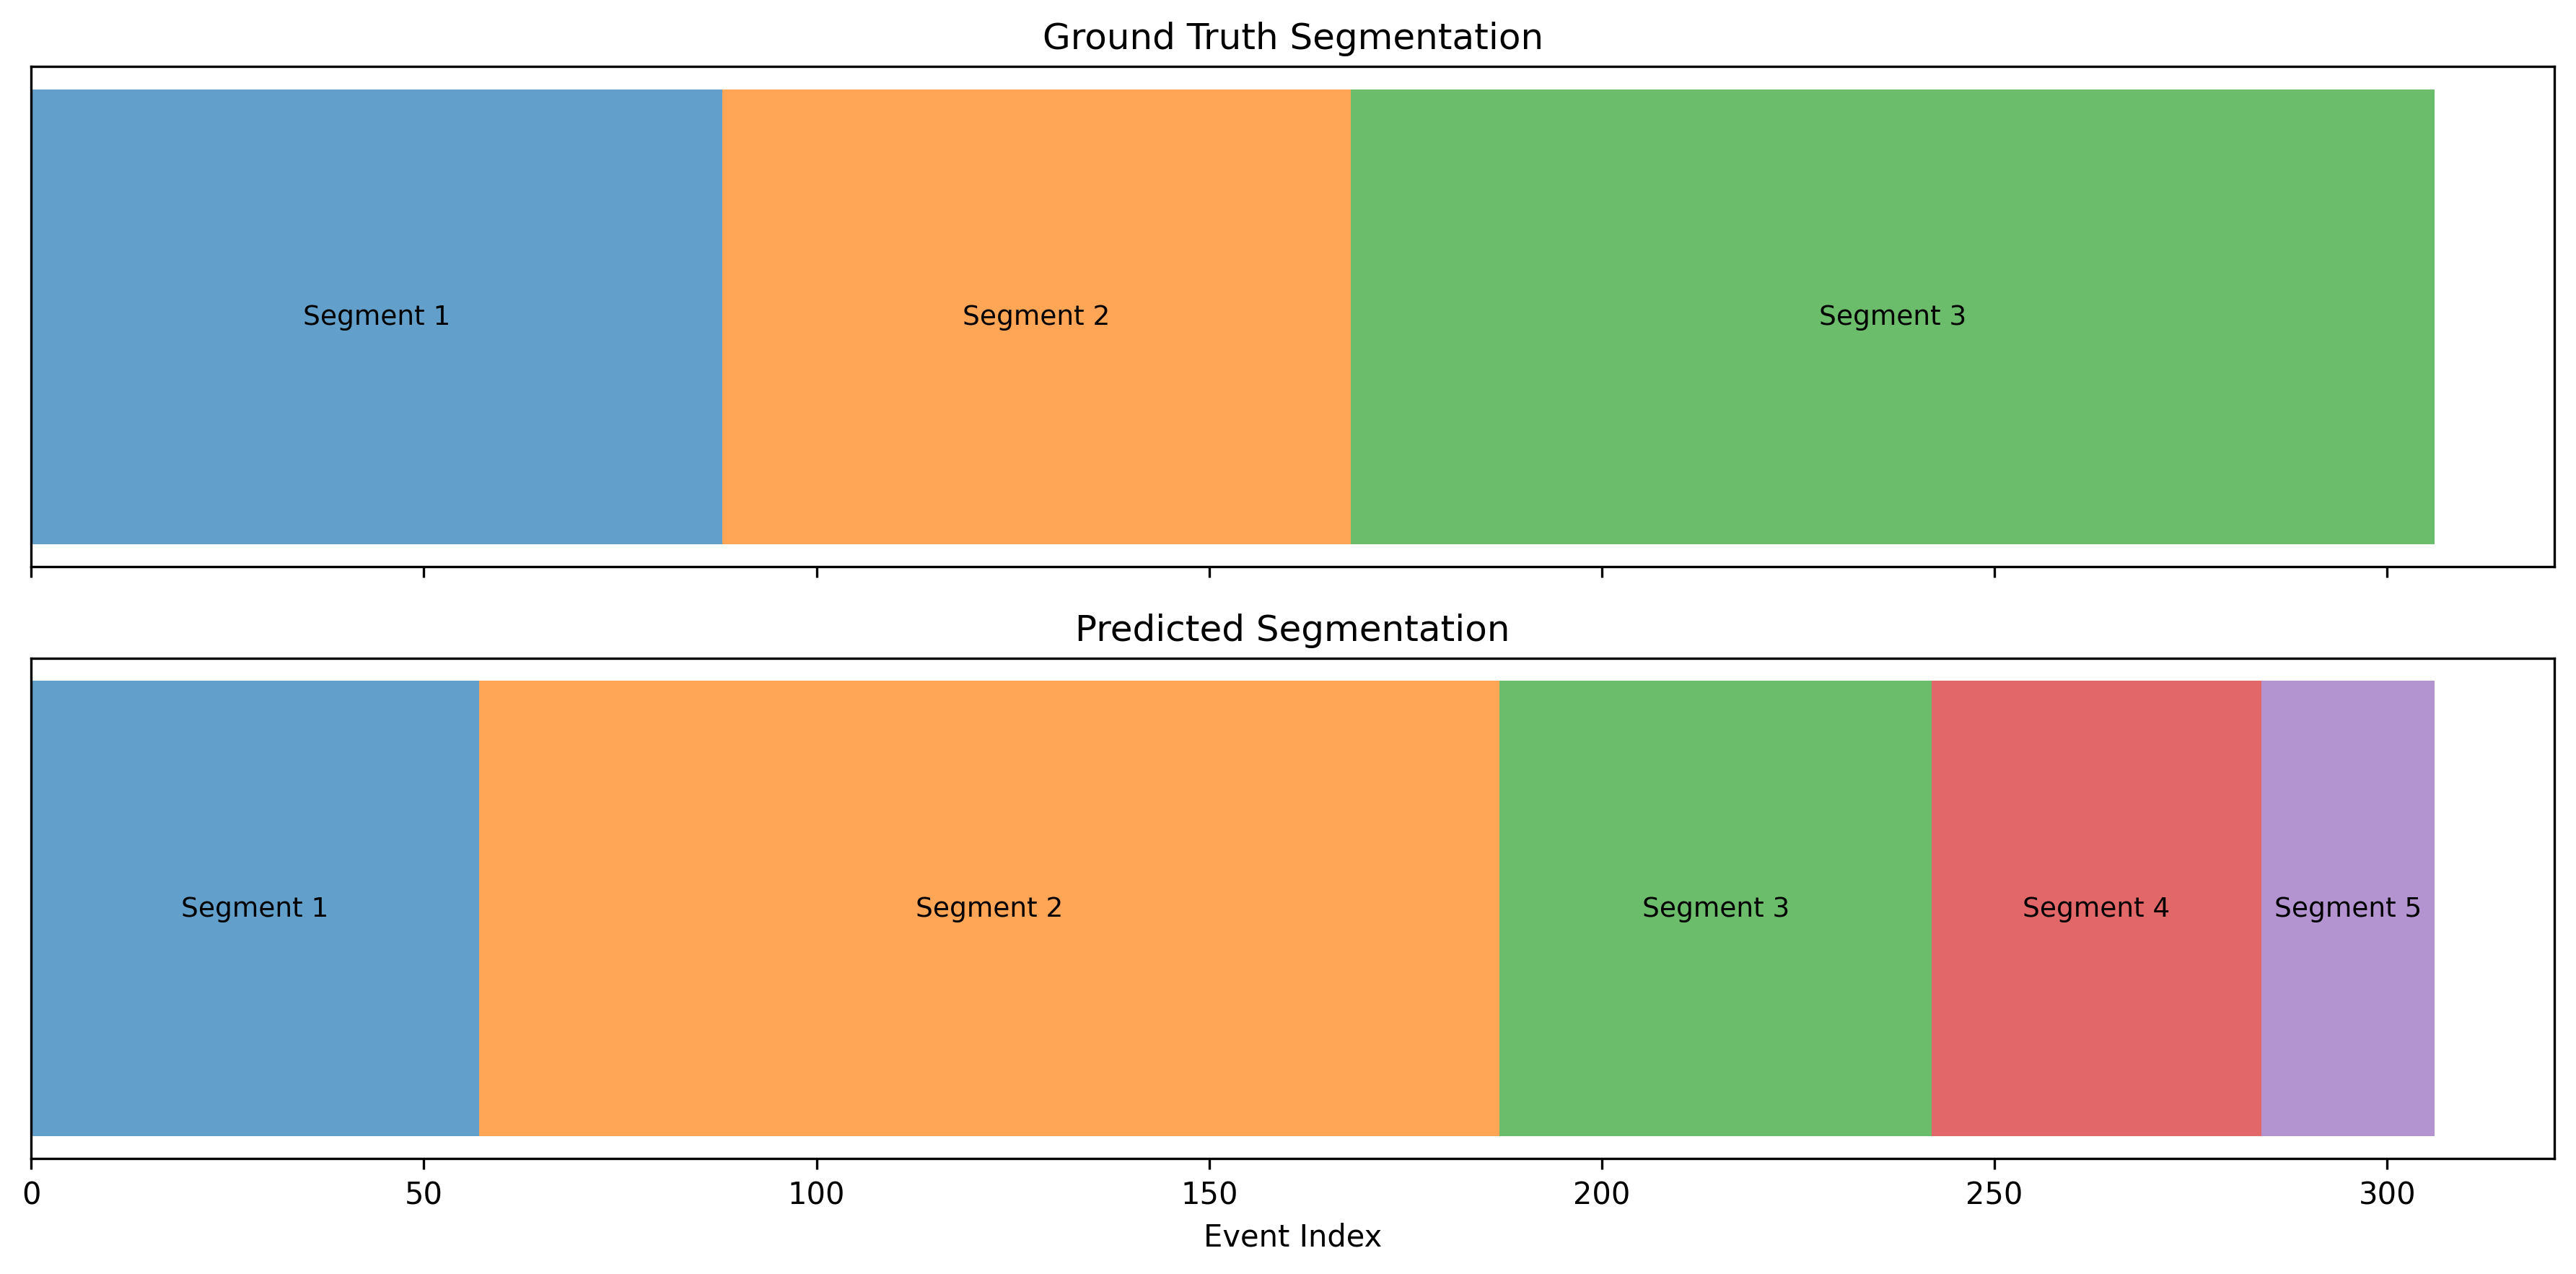 Ground Truth Segmentation
Segment 1 Segment 2 Segment 3
Predicted Segmentation
Segment 1 Segment 2 Segment 3 Segment 4 Segment 5
0 50 100 150 200 250 300
Event Index